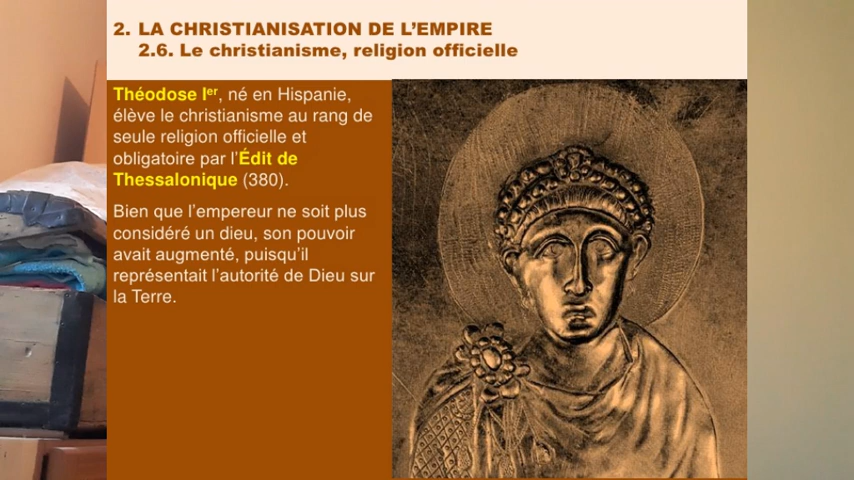 2. LA CHRISTIANISATION DE L’EMPIRE
2.6. Le christianisme, religion officielle
Théodose Ier, né en Hispanie,
élève le christianisme au rang de
seule religion officielle et
obligatoire par l’Édit de
Thessalonique (380).
Bien que l’empereur ne soit plus
considéré un dieu, son pouvoir
avait augmenté, puisqu’il
représentait l’autorité de Dieu sur
la Terre.